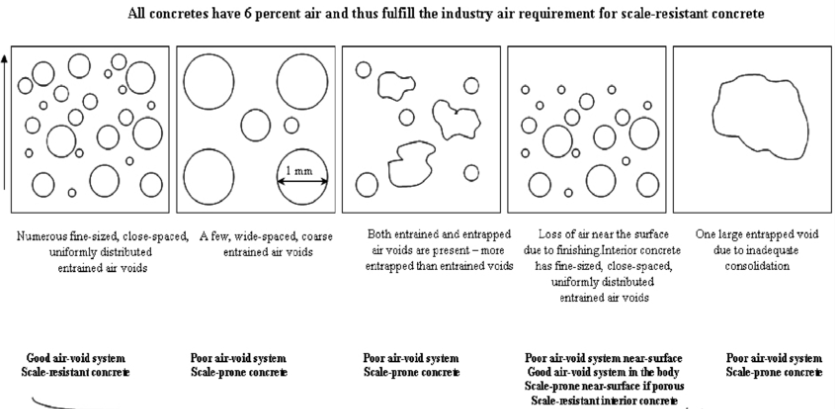 All concretes have 6 percent air and thus fulfill the industry air requirement for scale-resistant concrete
1 mm
Numerous fine-sized, close-spaced,
uniformly distributed
entrained air voids
A few, wide-spaced, coarse
entrained air voids
Both entrained and entrapped
air voids are present – more
entrapped than entrained voids
Loss of air near the surface
due to finishing.Interior concrete
has fine-sized, close-spaced,
uniformly distributed
entrained air voids
One large entrapped void
due to inadequate
consolidation
Good air-void system
Scale-resistant concrete
Poor air-void system
Scale-prone concrete
Poor air-void system
Scale-prone concrete
Poor air-void system near-surface
Good air-void system in the body
Scale-prone near-surface if porous
Scale-resistant interior concrete
Poor air-void system
Scale-prone concrete